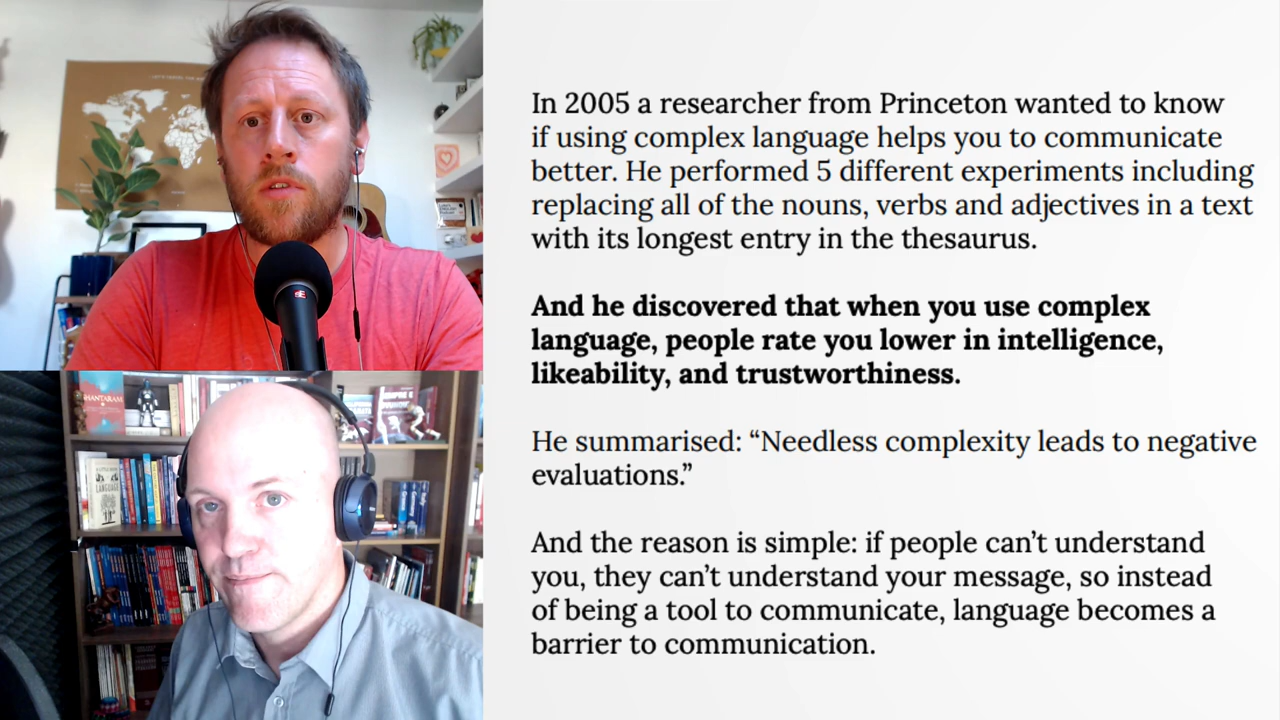 In 2005 a researcher from Princeton wanted to know
if using complex language helps you to communicate
better. He performed 5 different experiments including
replacing all of the nouns, verbs and adjectives in a text
with its longest entry in the thesaurus.
And he discovered that when you use complex
language, people rate you lower in intelligence,
likeability, and trustworthiness.
He summarised: “Needless complexity leads to negative
evaluations.”
And the reason is simple: if people can’t understand
you, they can’t understand your message, so instead
of being a tool to communicate, language becomes a
barrier to communication.
SHANTARAM
LANGUAGE